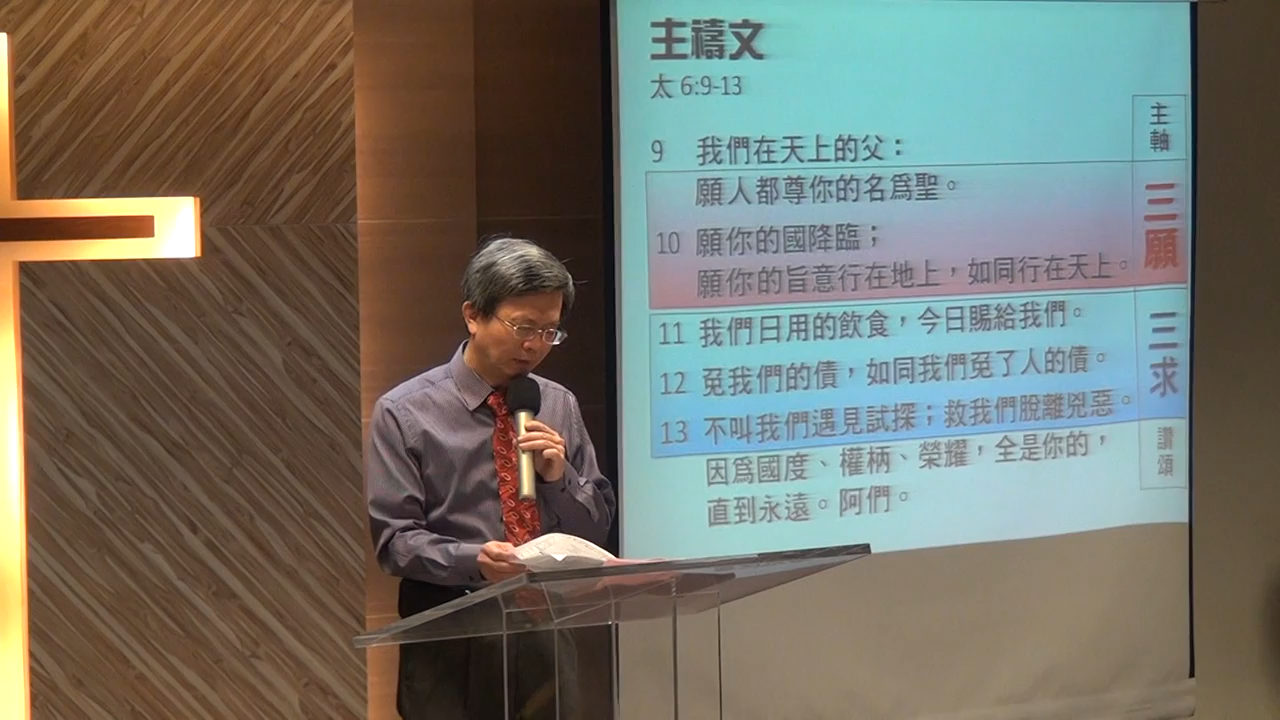 主禱文
太 6:9-13
主軸
9 我們在天上的父：
願人都尊你的名爲聖。
三願
10 願你的國降臨；
願你的旨意行在地上，如同行在天上。
11 我們日用的飲食，今日賜給我們。
三求
12 免我們的債，如同我們免了人的債。
13 不叫我們遇見試探；救我們脫離兇惡。
因爲國度、權柄、榮耀，全是你的，
讚頌
直到永遠。阿們。